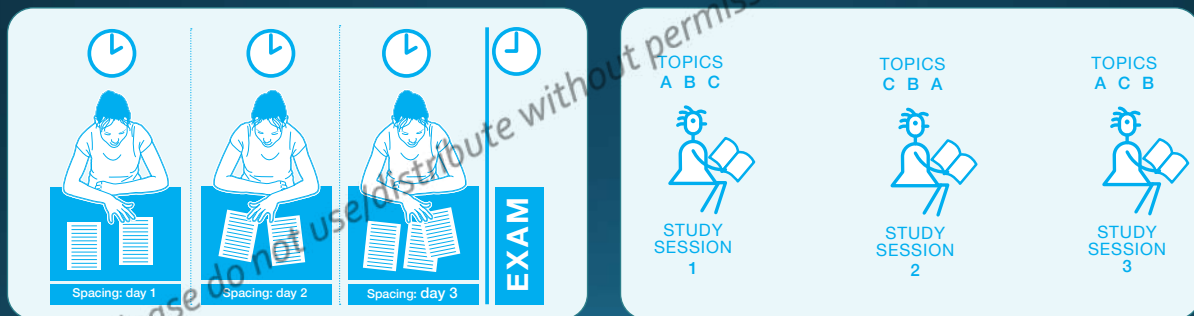 Spacing: day 1
Spacing: day 2
Spacing: day 3
EXAM
TOPICS
A B C
STUDY
SESSION
1
TOPICS
C B A
STUDY
SESSION
2
TOPICS
A C B
STUDY
SESSION
3
ase do not use/distribute without permiss